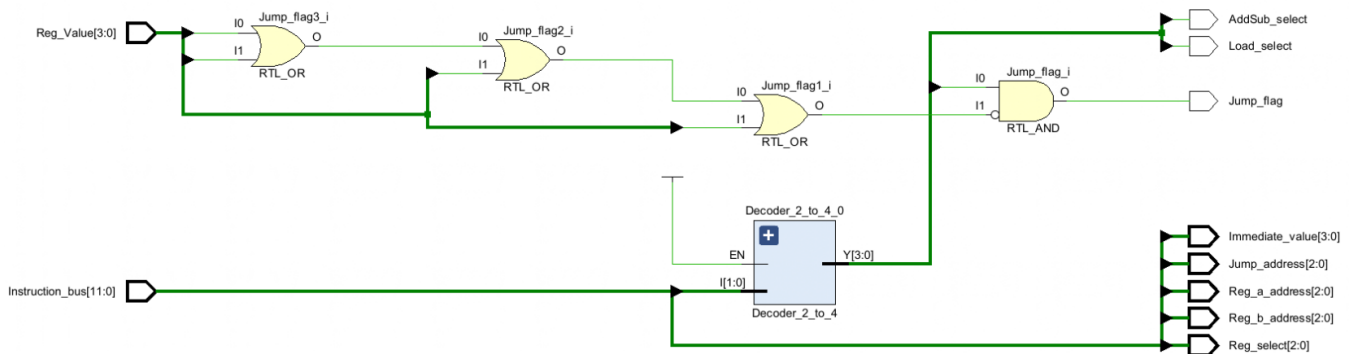 Jump_flag3_i
Reg_Value[3:0]
I0
O
I1
RTL_OR
Jump_flag2_i
I0
O
I1
RTL_OR
Jump_flag1_i
I0
O
I1
RTL_OR
Jump_flag_i
I0
O
I1
RTL_AND
AddSub_select
Load_select
Jump_flag
Decoder_2_to_4_0
EN
Y[3:0]
I[1:0]
Decoder_2_to_4
Instruction_bus[11:0]
Immediate_value[3:0]
Jump_address[2:0]
Reg_a_address[2:0]
Reg_b_address[2:0]
Reg_select[2:0]